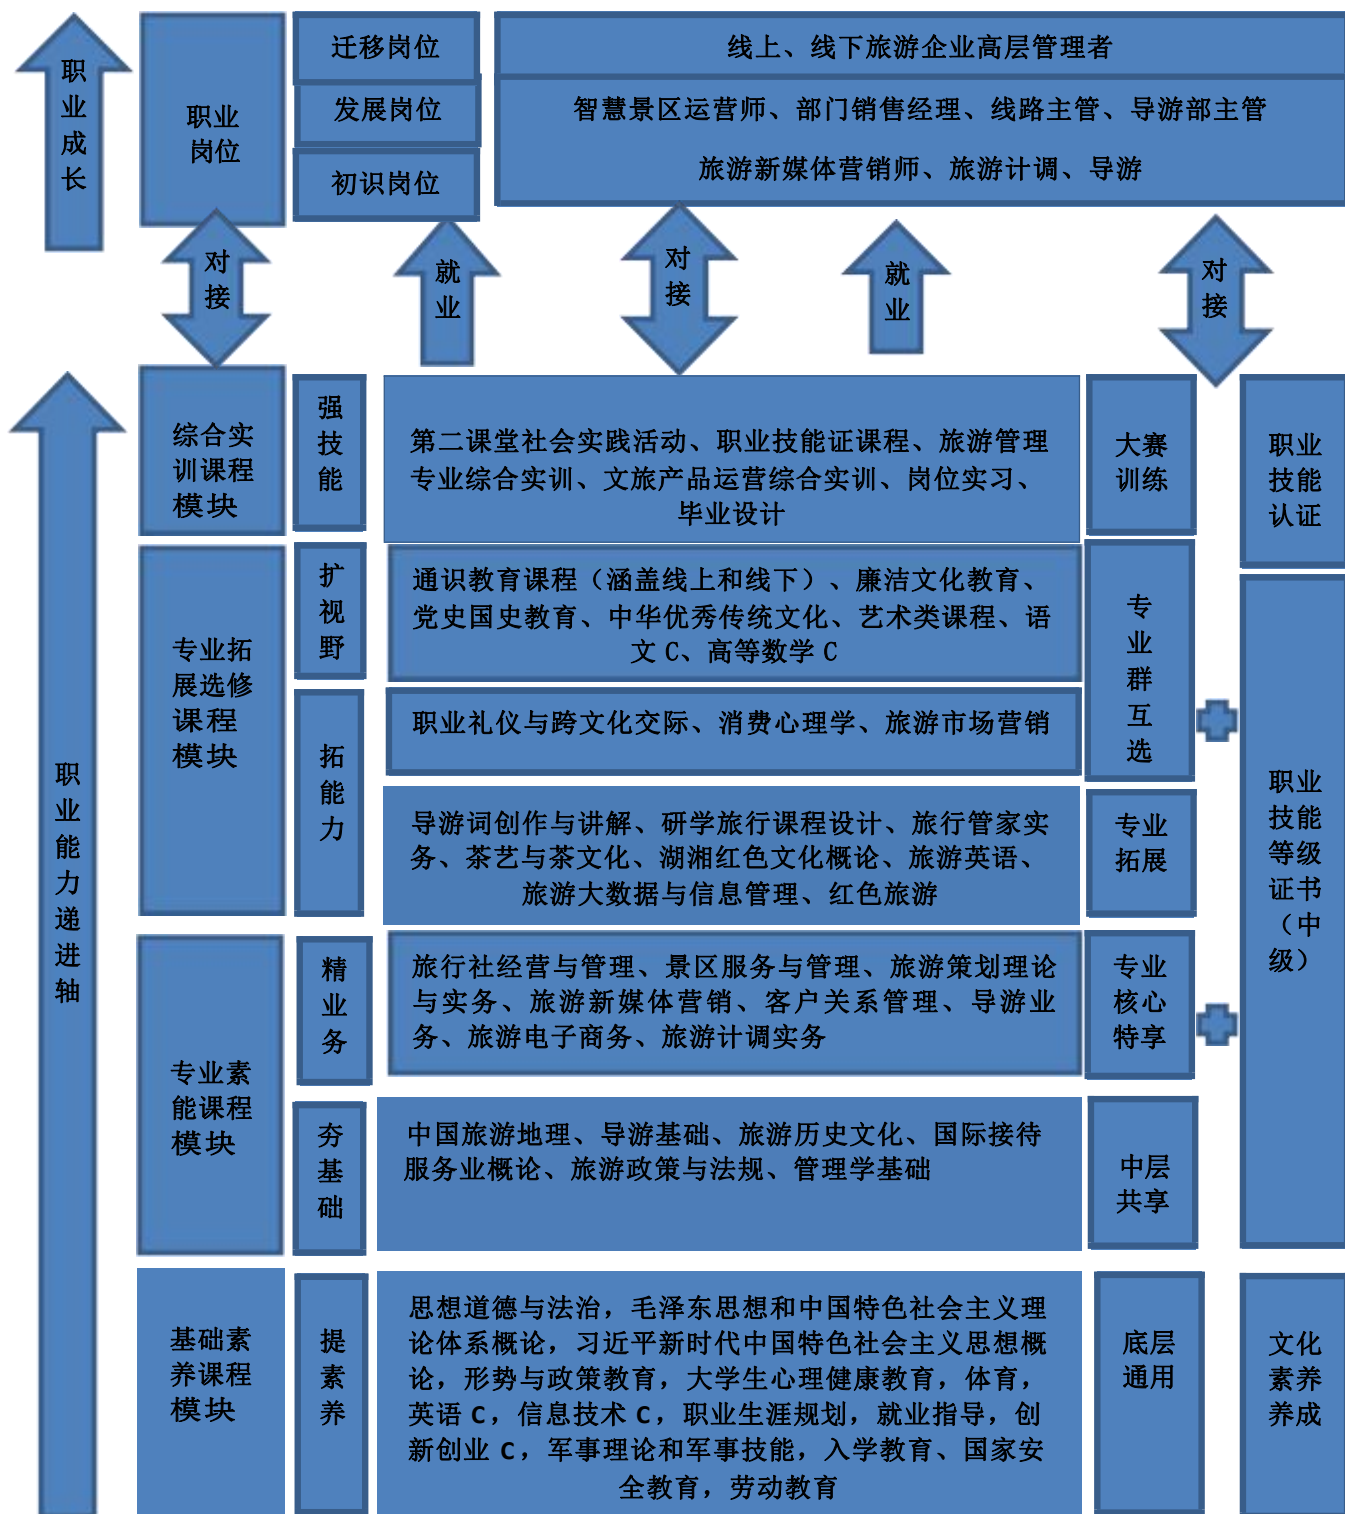 职业成长
职业
岗位
迁移岗位
线上、线下旅游企业高层管理者
发展岗位
智慧景区运营师、部门销售经理、线路主管、导游部主管
初识岗位
旅游新媒体营销师、旅游计调、导游
对接
就业
对接
就业
对接
职业能力递进轴
综合实
训课程
模块
强技能
第二课堂社会实践活动、职业技能证课程、旅游管理
专业综合实训、文旅产品运营综合实训、岗位实习、
毕业设计
大赛
训练
职业
技能
认证
专业拓
展选修
课程
模块
扩视野
通识教育课程（涵盖线上和线下）、廉洁文化教育、
党史国史教育、中华优秀传统文化、艺术类课程、语
文 C、高等数学 C
专业群互选
拓能力
职业礼仪与跨文化交际、消费心理学、旅游市场营销
导游词创作与讲解、研学旅行课程设计、旅行管家实
务、茶艺与茶文化、湖湘红色文化概论、旅游英语、
旅游大数据与信息管理、红色旅游
专业
拓展
职业
技能
等级
证书
（中
级）
专业素
能课程
模块
精业务
旅行社经营与管理、景区服务与管理、旅游策划理论
与实务、旅游新媒体营销、客户关系管理、导游业
务、旅游电子商务、旅游计调实务
专业
核心
特享
夯基础
中国旅游地理、导游基础、旅游历史文化、国际接待
服务业概论、旅游政策与法规、管理学基础
中层
共享
基础素
养课程
模块
提素养
思想道德与法治，毛泽东思想和中国特色社会主义理
论体系概论，习近平新时代中国特色社会主义思想概
论，形势与政策教育，大学生心理健康教育，体育，
英语 C，信息技术 C，职业生涯规划，就业指导，创
新创业 C，军事理论和军事技能，入学教育、国家安
全教育，劳动教育
底层
通用
文化
素养
养成